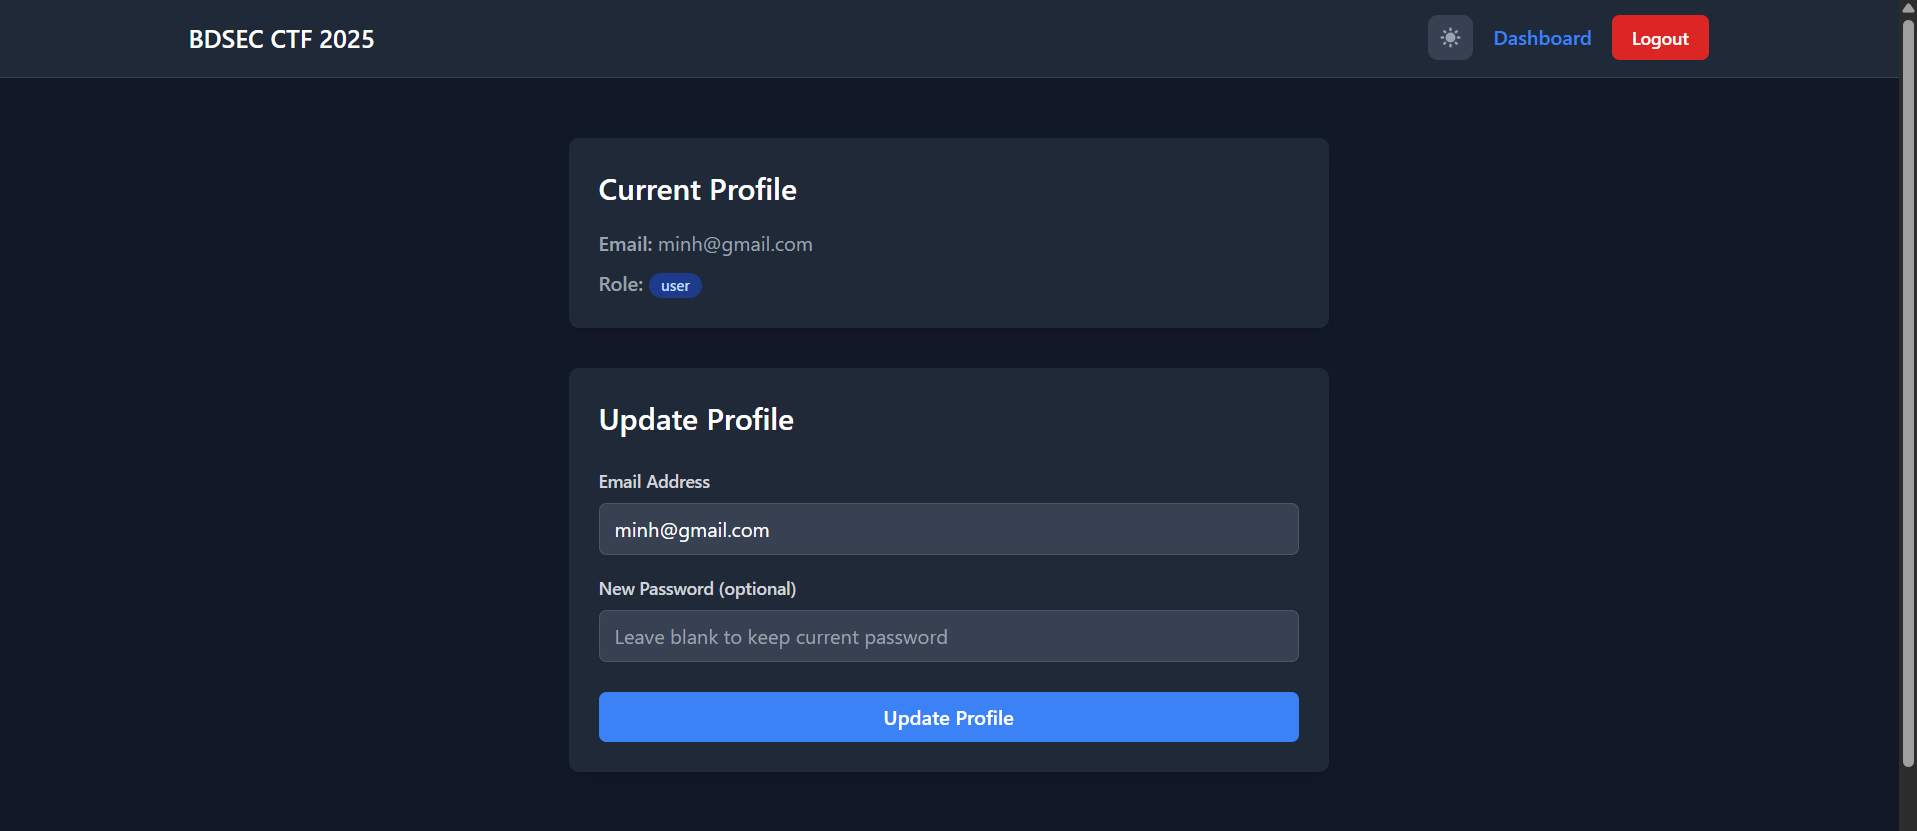 BDSEC CTF 2025
Dashboard
Logout
Current Profile
Email: minh@gmail.com
Role: user
Update Profile
Email Address
minh@gmail.com
New Password (optional)
Leave blank to keep current password
Update Profile